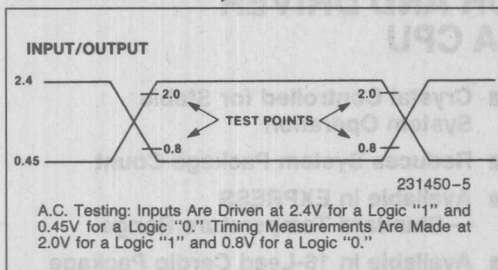 INPUT/OUTPUT
2.4
2.0
2.0
TEST POINTS
0.8
0.8
0.45
231450-5
A.C. Testing: Inputs Are Driven at 2.4V for a Logic "1" and
0.45V for a Logic "0." Timing Measurements Are Made at
2.0V for a Logic "1" and 0.8V for a Logic "0."